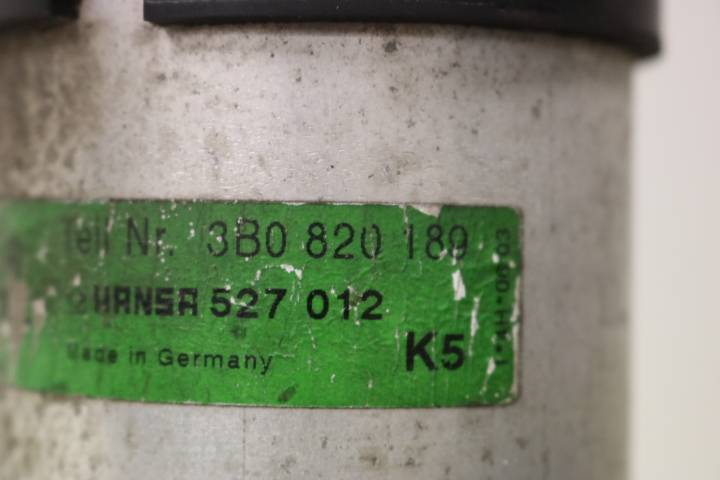 Teil Nr. 3B0 820 189
HANSA 527 012
Made in Germany
K5